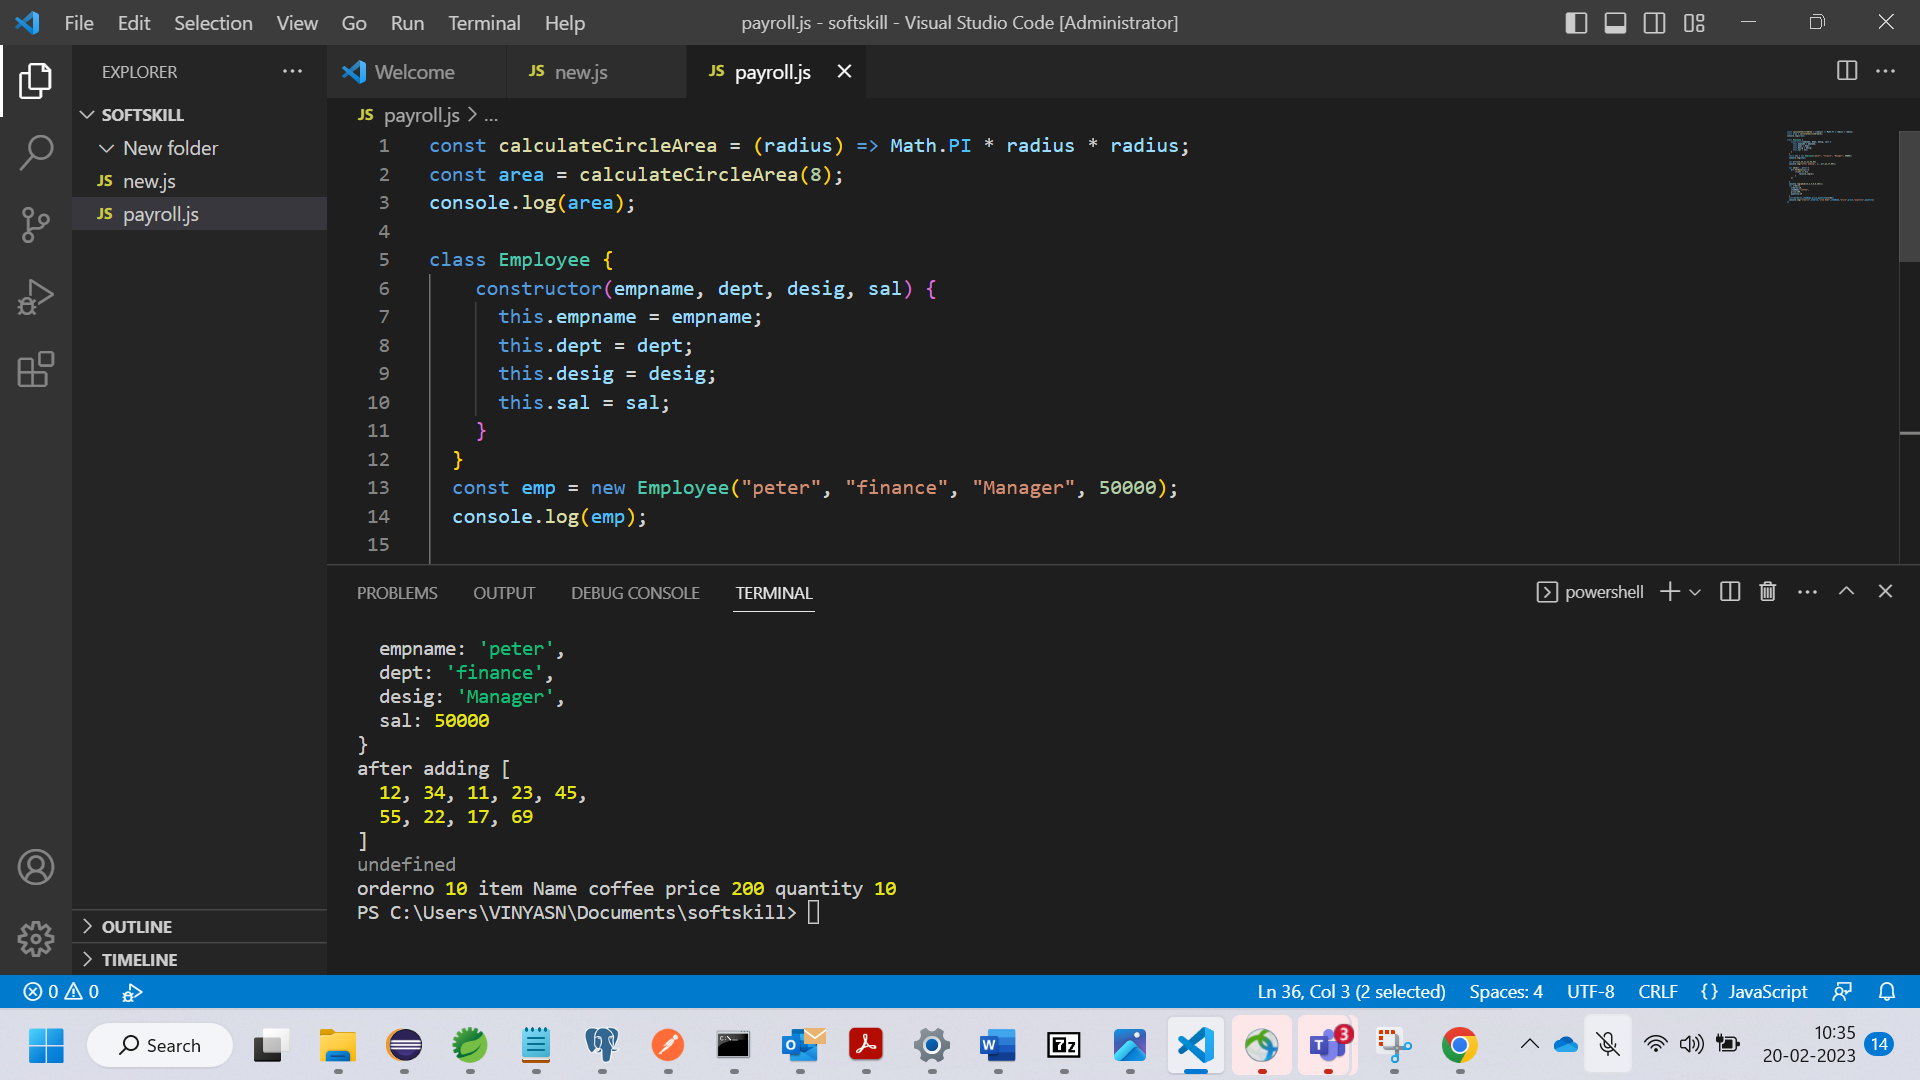 File Edit Selection View Go Run Terminal Help payroll.js - softskill - Visual Studio Code [Administrator]
EXPLORER
Welcome
JS new.js
JS payroll.js
SOFTSKILL
New folder
JS new.js
JS payroll.js
JS payroll.js > ...
1 const calculateCircleArea = (radius) => Math.PI * radius * radius;
2 const area = calculateCircleArea(8);
3 console.log(area);
4
5 class Employee {
6 constructor(empname, dept, desig, sal) {
7 this.empname = empname;
8 this.dept = dept;
9 this.desig = desig;
10 this.sal = sal;
11 }
12 }
13 const emp = new Employee("peter", "finance", "Manager", 50000);
14 console.log(emp);
15
PROBLEMS OUTPUT DEBUG CONSOLE TERMINAL
powershell
empname: 'peter',
dept: 'finance',
desig: 'Manager',
sal: 50000
}
after adding [
12, 34, 11, 23, 45,
55, 22, 17, 69
]
undefined
orderno 10 item Name coffee price 200 quantity 10
PS C:\Users\VINYASN\Documents\softskill>
OUTLINE
TIMELINE
0 0
Ln 36, Col 3 (2 selected) Spaces: 4 UTF-8 CRLF {} JavaScript
Search
C:\
O
W
7z
T
3
10:35
20-02-2023
14